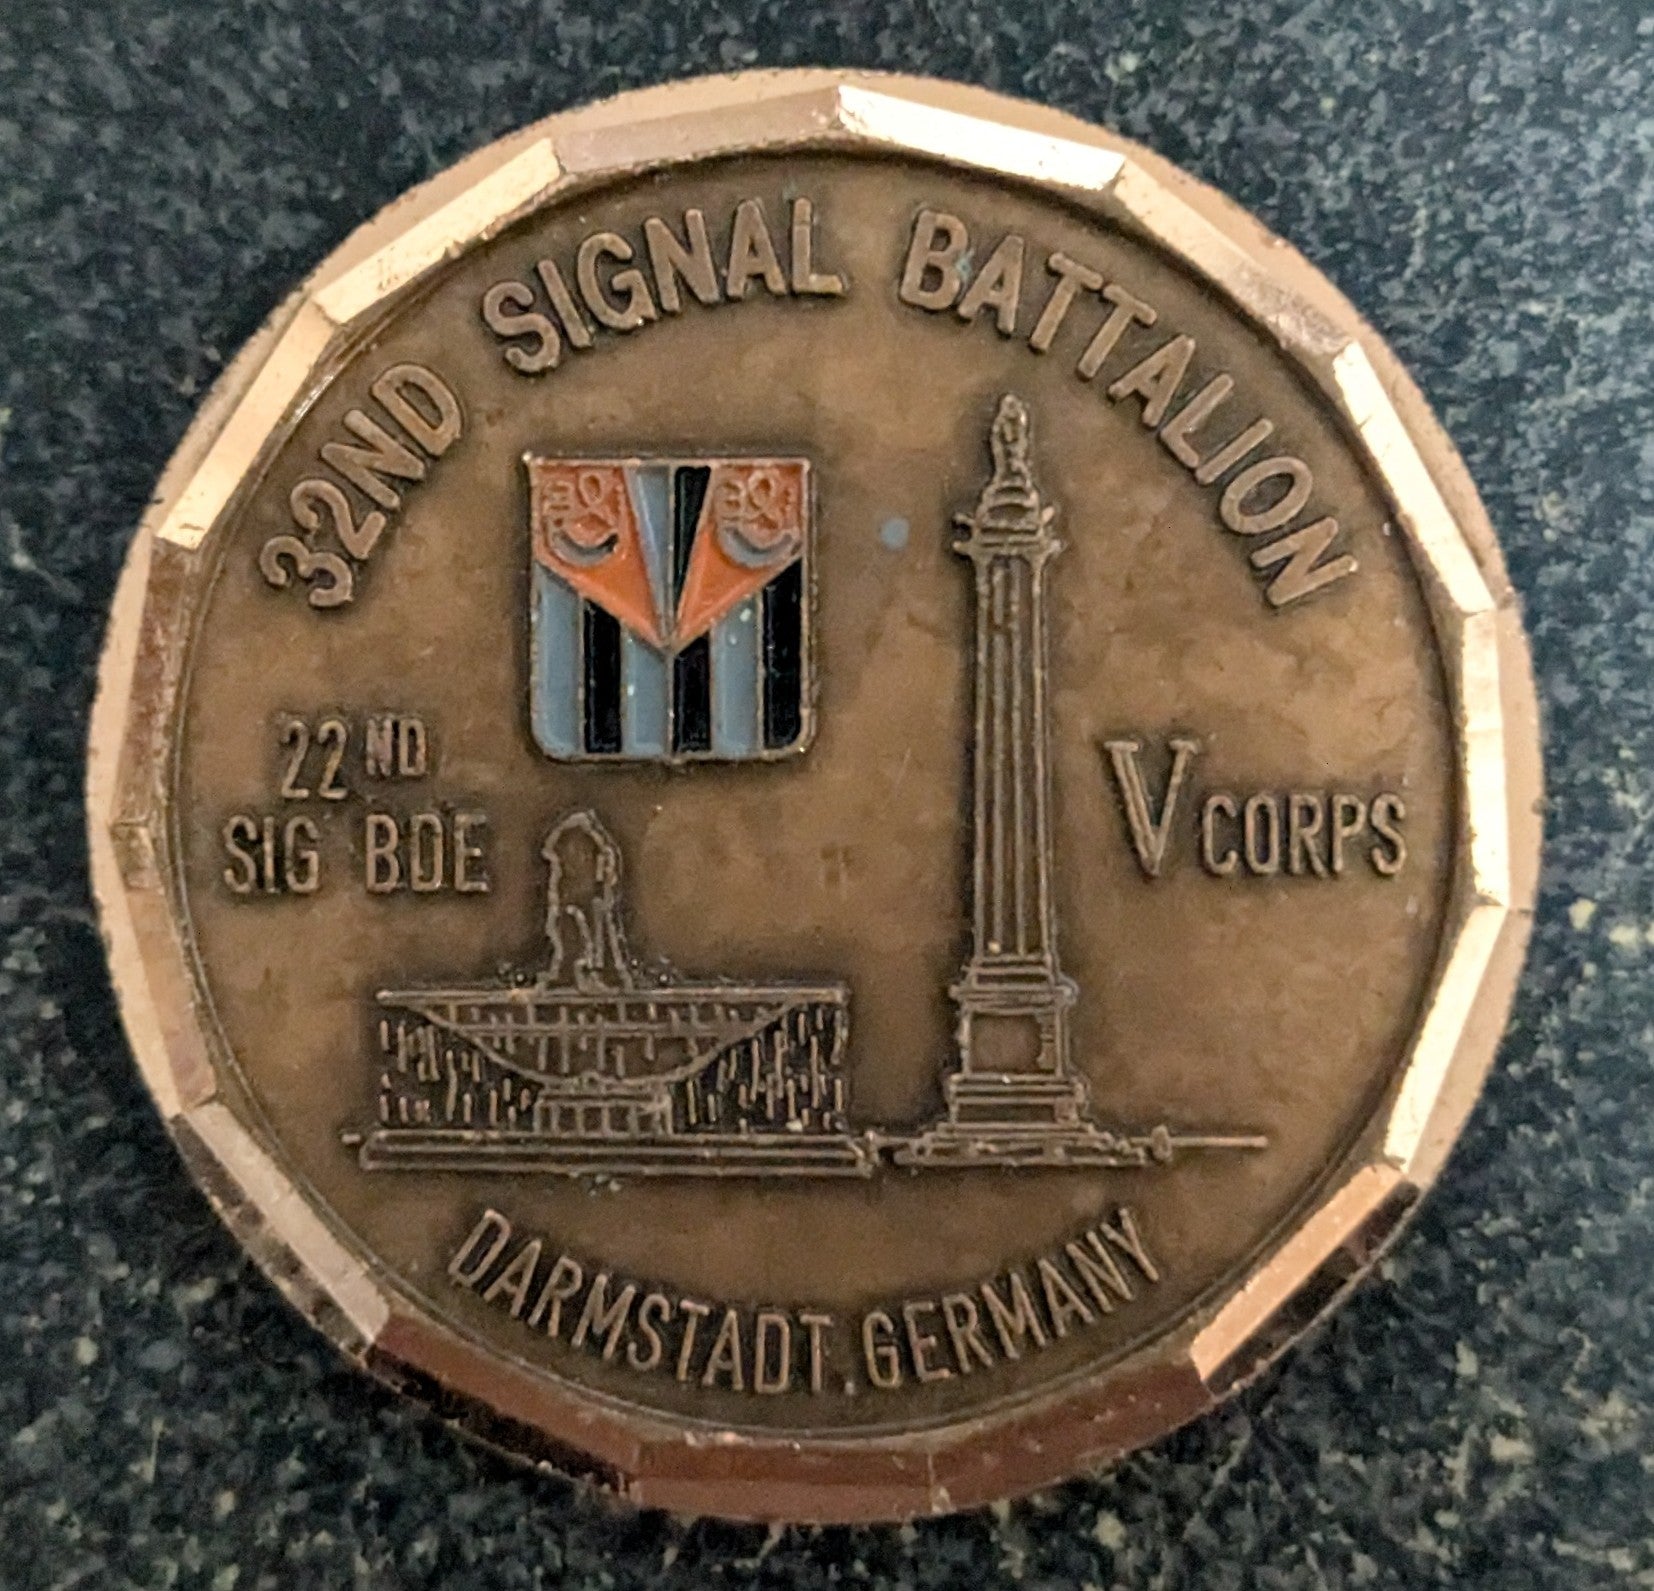 32ND SIGNAL BATTALION
22ND
SIG BDE
V CORPS
DARMSTADT. GERMANY